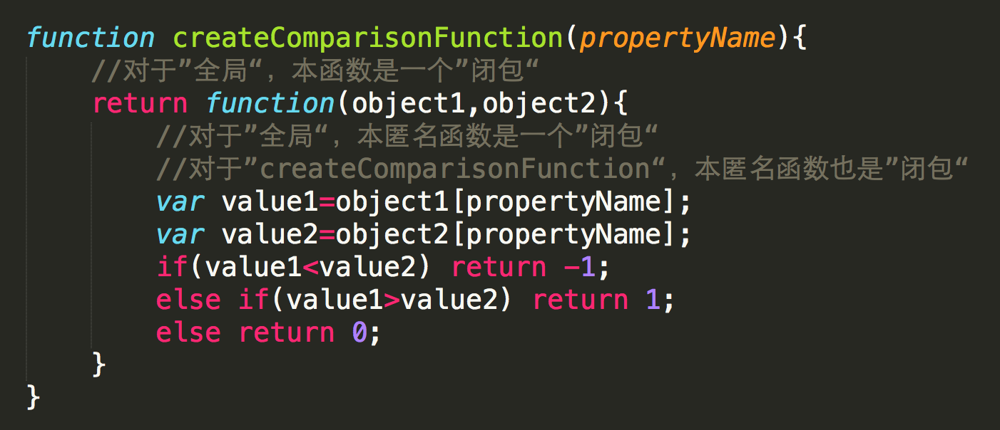 function createComparisonFunction(propertyName){
//对于”全局“，本函数是一个”闭包“
return function(object1,object2){
//对于”全局“，本匿名函数是一个”闭包“
//对于”createComparisonFunction“，本匿名函数也是”闭包“
var value1=object1[propertyName];
var value2=object2[propertyName];
if(value1<value2) return -1;
else if(value1>value2) return 1;
else return 0;
}
}